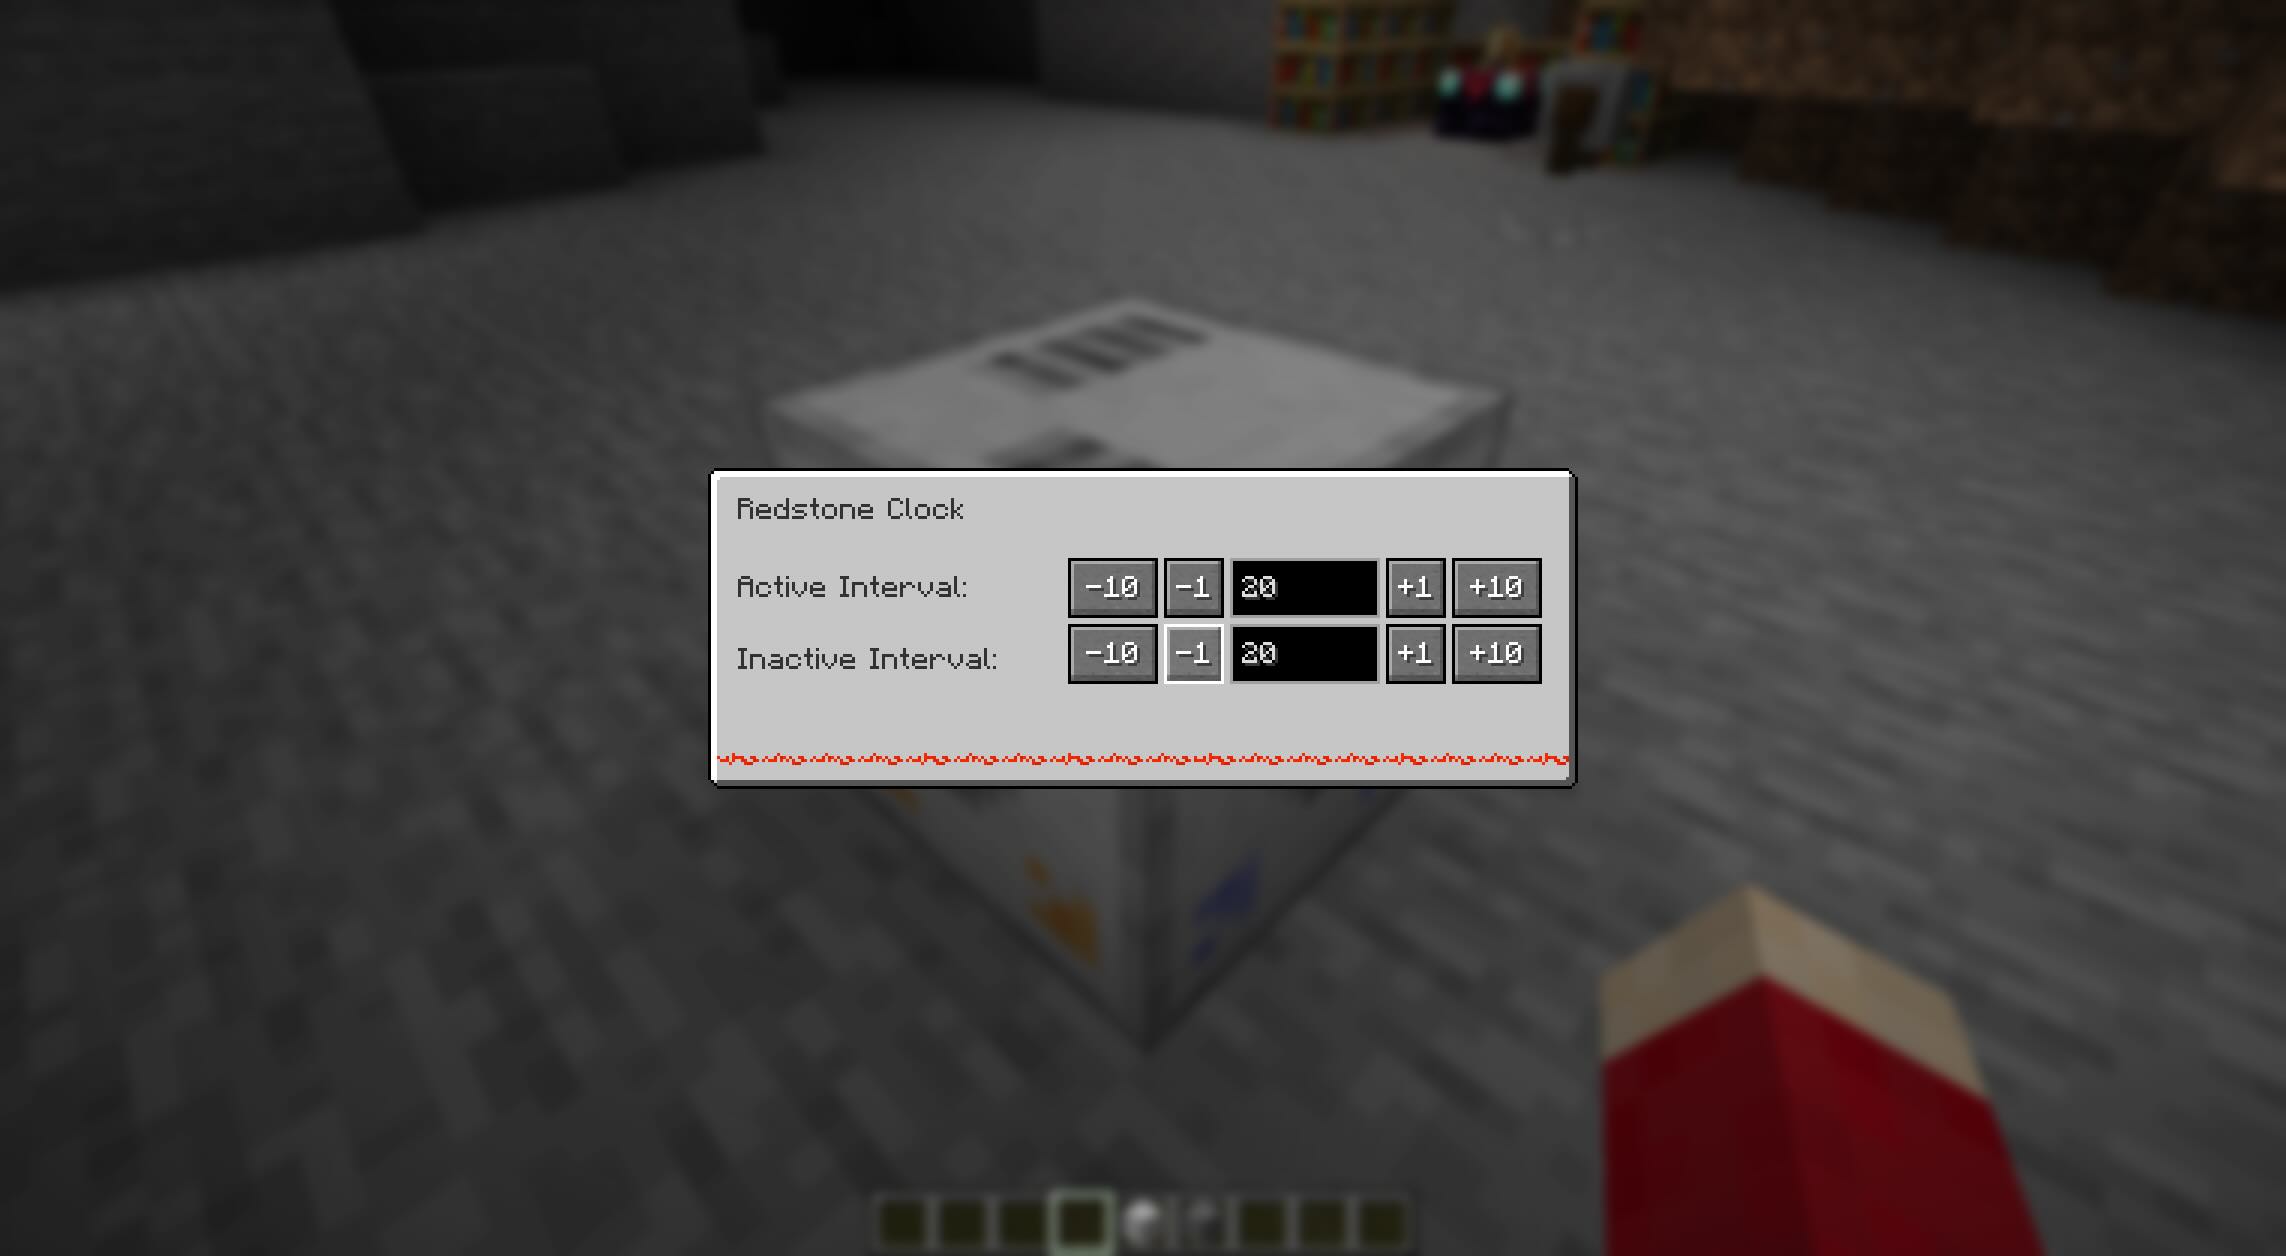 Redstone Clock
Active Interval: -10 -1 20 +1 +10
Inactive Interval: -10 -1 20 +1 +10